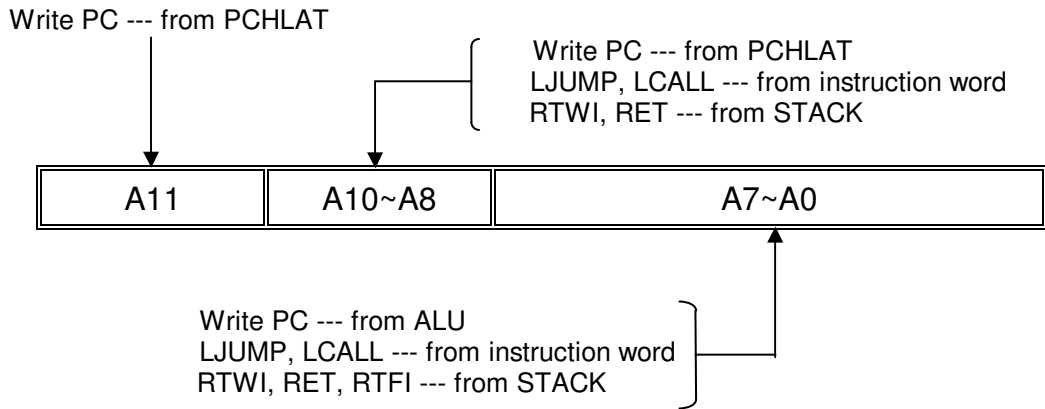 Write PC --- from PCHLAT
Write PC --- from PCHLAT
LJUMP, LCALL --- from instruction word
RTWI, RET --- from STACK
A11 A10~A8 A7~A0
Write PC --- from ALU
LJUMP, LCALL --- from instruction word
RTWI, RET, RTFI --- from STACK